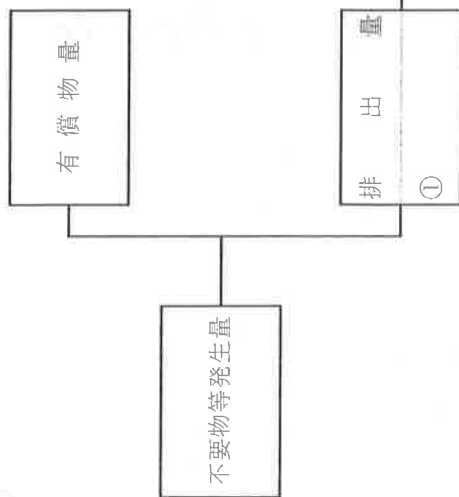 不要物等発生量
有償物量
排出量
①